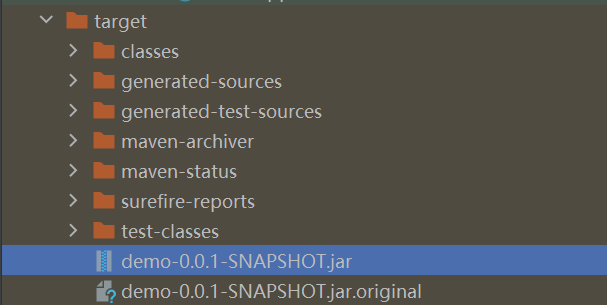 target
classes
generated-sources
generated-test-sources
maven-archiver
maven-status
surefire-reports
test-classes
demo-0.0.1-SNAPSHOT.jar
demo-0.0.1-SNAPSHOT.jar.original